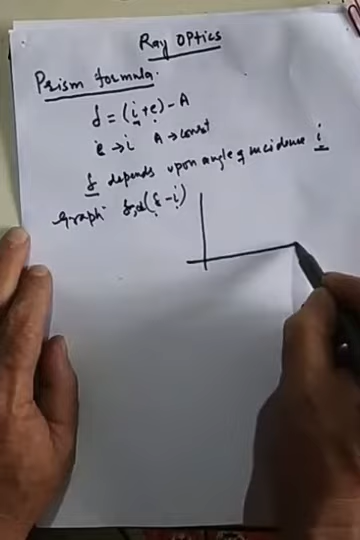 Ray Optics
Prism formula.
δ = (i + e) - A
e → i A → const
δ depends upon angle of incidence i
Graph (δ - i)